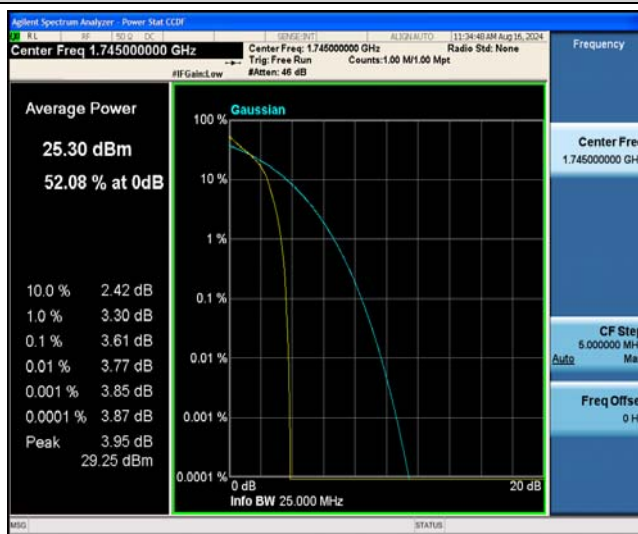 Agilent Spectrum Analyzer - Power Stat CCDF
RL RF 50 Ω DC SENSE:INT ALIGN AUTO 11:34:48 AM Aug 16, 2024
Center Freq 1.745000000 GHz
Center Freq: 1.745000000 GHz Radio Std: None
Trig: Free Run Counts:1.00 M/1.00 Mpt
#IFGain:Low #Atten: 46 dB
Frequency
Average Power
25.30 dBm
52.08 % at 0dB
10.0 % 2.42 dB
1.0 % 3.30 dB
0.1 % 3.61 dB
0.01 % 3.77 dB
0.001 % 3.85 dB
0.0001 % 3.87 dB
Peak 3.95 dB
29.25 dBm
Gaussian
100 %
10 %
1 %
0.1 %
0.01 %
0.001 %
0.0001 %
0 dB 20 dB
Info BW 25.000 MHz
Center Fre
1.745000000 GH
CF Step
5.000000 MH
Auto Ma
Freq Offse
0 H
MSG STATUS